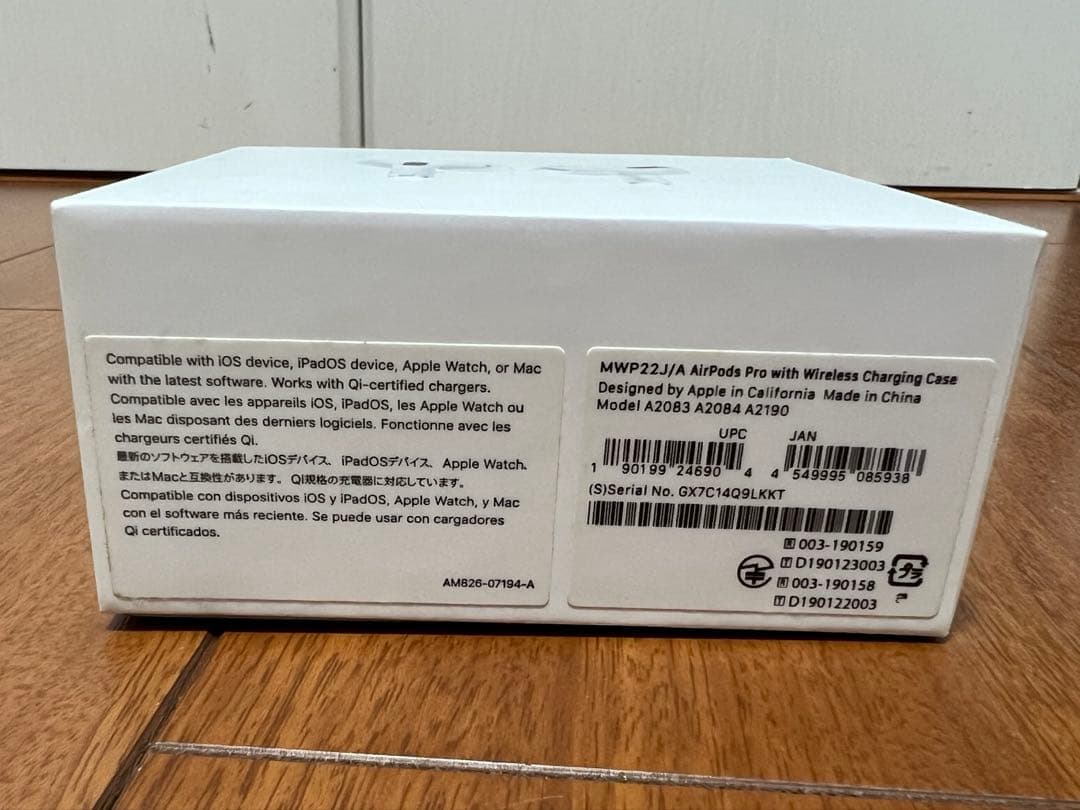 Compatible with iOS device, iPadOS device, Apple Watch, or Mac
with the latest software. Works with Qi-certified chargers.
Compatible avec les appareils iOS, iPadOS, les Apple Watch ou
les Mac disposant des derniers logiciels. Fonctionne avec les
chargeurs certifiés Qi.
最新のソフトウェアを搭載したiOSデバイス、iPadOSデバイス、Apple Watch、
またはMacと互換性があります。Qi規格の充電器に対応しています。
Compatible con dispositivos iOS y iPadOS, Apple Watch, y Mac
con el software más reciente. Se puede usar con cargadores
Qi certificados.
AM826-07194-A
MWP22J/A AirPods Pro with Wireless Charging Case
Designed by Apple in California Made in China
Model A2083 A2084 A2190
UPC JAN
1 90199 24690 4 4 549995 085938
(S)Serial No. GX7C14Q9LKKT
R 003-190159
T D190123003
R 003-190158
T D190122003
プラ